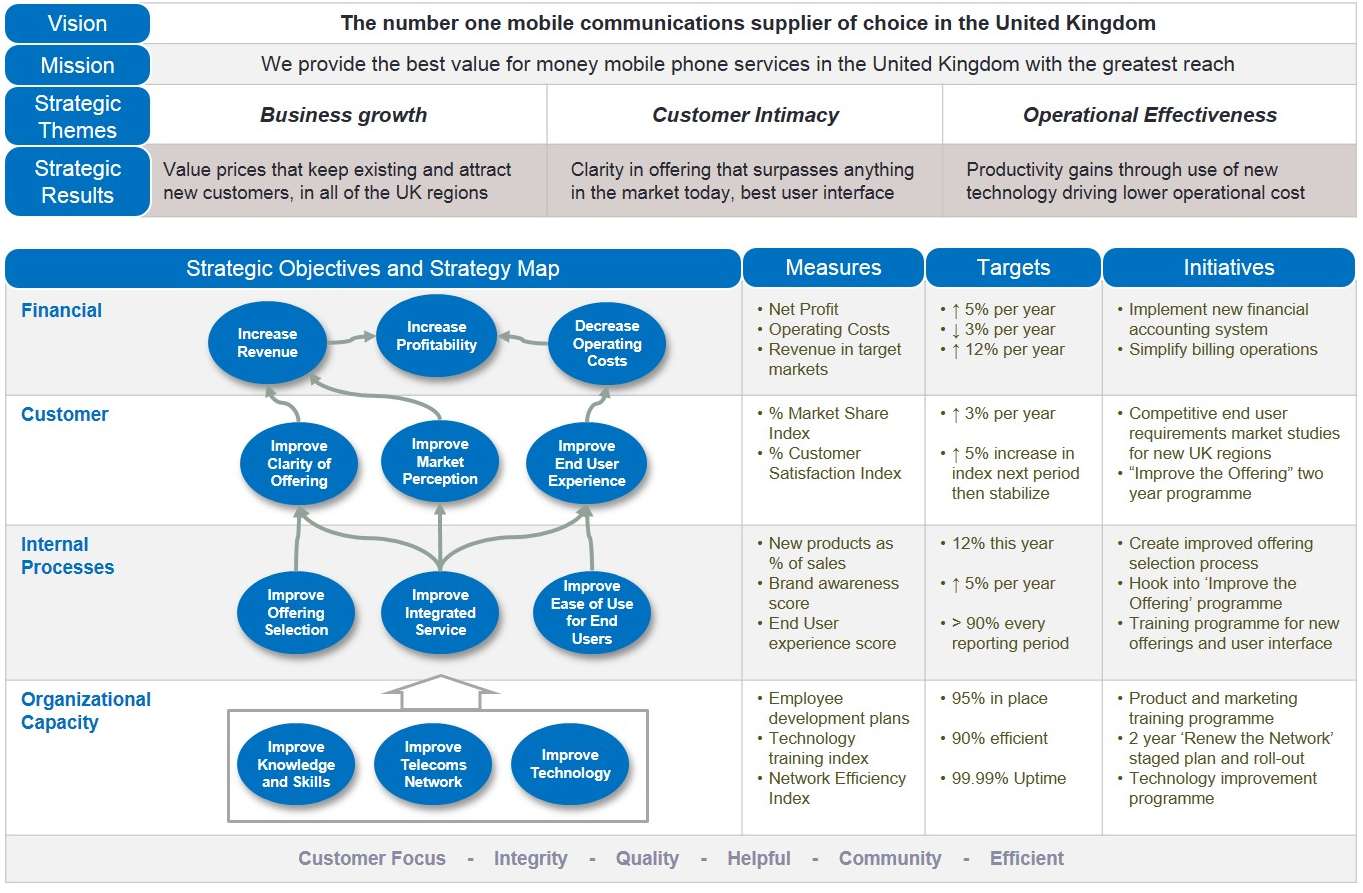 Vision
The number one mobile communications supplier of choice in the United Kingdom
Mission
We provide the best value for money mobile phone services in the United Kingdom with the greatest reach
Strategic
Themes
Business growth
Customer Intimacy
Operational Effectiveness
Strategic
Results
Value prices that keep existing and attract
new customers, in all of the UK regions
Clarity in offering that surpasses anything
in the market today, best user interface
Productivity gains through use of new
technology driving lower operational cost
Strategic Objectives and Strategy Map
Measures
Targets
Initiatives
Financial
Increase
Revenue
Increase
Profitability
Decrease
Operating
Costs
• Net Profit
• Operating Costs
• Revenue in target
markets
• ↑ 5% per year
• ↓ 3% per year
• ↑ 12% per year
• Implement new financial
accounting system
• Simplify billing operations
Customer
Improve
Clarity of
Offering
Improve
Market
Perception
Improve
End User
Experience
• % Market Share
Index
• % Customer
Satisfaction Index
• ↑ 3% per year
• ↑ 5% increase in
index next period
then stabilize
• Competitive end user
requirements market studies
for new UK regions
• “Improve the Offering” two
year programme
Internal
Processes
Improve
Offering
Selection
Improve
Integrated
Service
Improve
Ease of Use
for End
Users
• New products as
% of sales
• Brand awareness
score
• End User
experience score
• 12% this year
• ↑ 5% per year
• > 90% every
reporting period
• Create improved offering
selection process
• Hook into ‘Improve the
Offering’ programme
• Training programme for new
offerings and user interface
Organizational
Capacity
Improve
Knowledge
and Skills
Improve
Telecoms
Network
Improve
Technology
• Employee
development plans
• Technology
training index
• Network Efficiency
Index
• 95% in place
• 90% efficient
• 99.99% Uptime
• Product and marketing
training programme
• 2 year ‘Renew the Network’
staged plan and roll-out
• Technology improvement
programme
Customer Focus - Integrity - Quality - Helpful - Community - Efficient